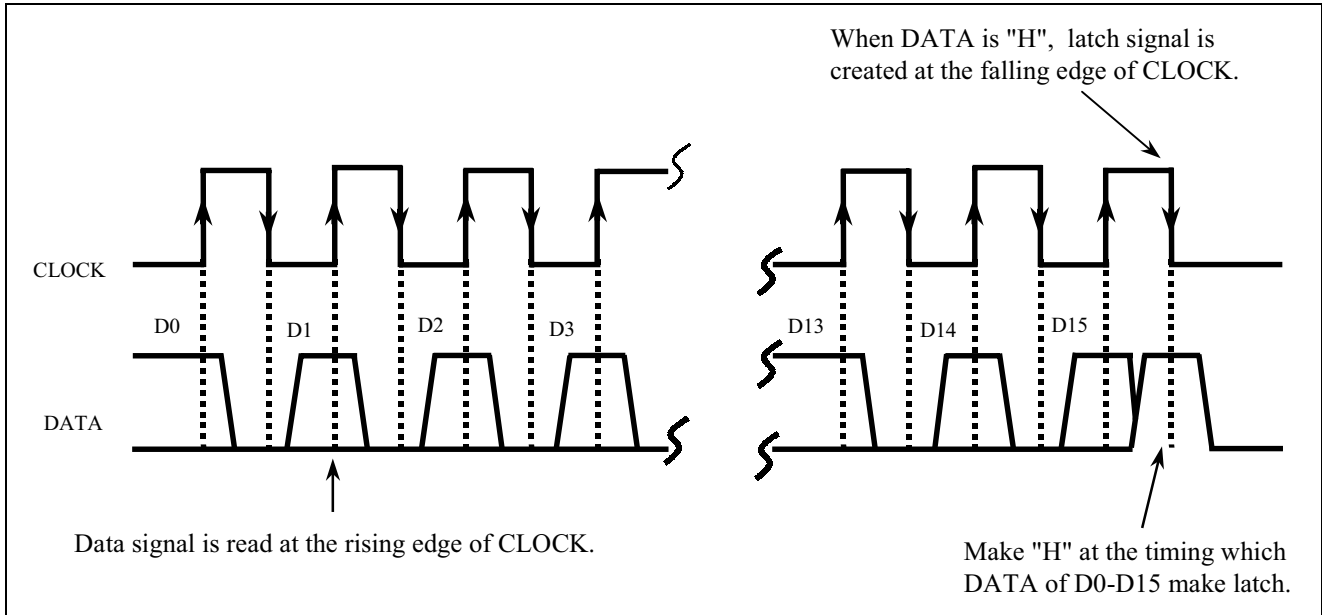 When DATA is "H", latch signal is
created at the falling edge of CLOCK.
CLOCK
D0 D1 D2 D3 D13 D14 D15
DATA
Data signal is read at the rising edge of CLOCK.
Make "H" at the timing which
DATA of D0-D15 make latch.